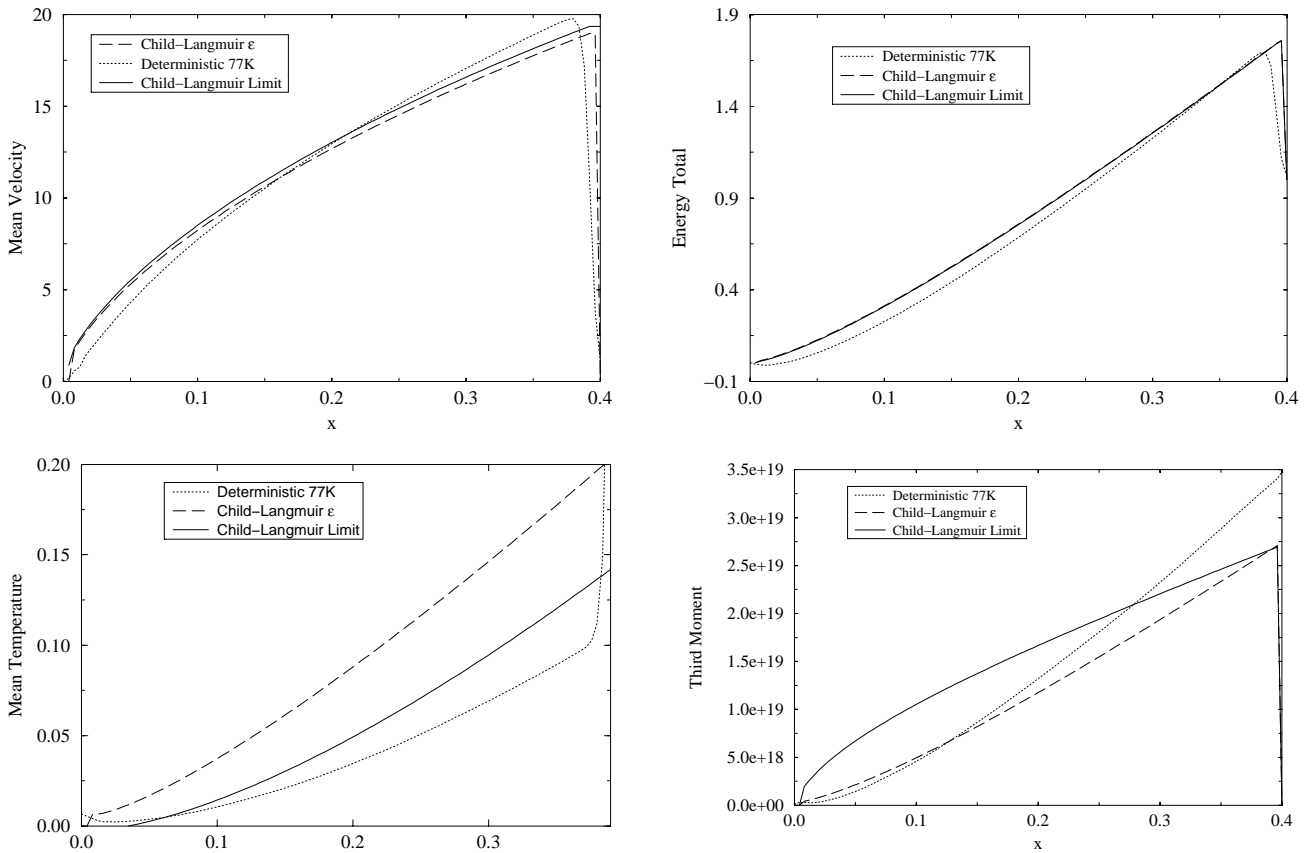 20
15
10
5
0
Mean Velocity
Child−Langmuir ε
Deterministic 77K
Child−Langmuir Limit
0.0
0.1
0.2
0.3
0.4
x
1.9
1.4
0.9
0.4
−0.1
Energy Total
Deterministic 77K
Child−Langmuir ε
Child−Langmuir Limit
0.0
0.1
0.2
0.3
0.4
x
0.20
0.15
0.10
0.05
0.00
Mean Temperature
Deterministic 77K
Child−Langmuir ε
Child−Langmuir Limit
0.0
0.1
0.2
0.3
3.5e+19
3.0e+19
2.5e+19
2.0e+19
1.5e+19
1.0e+19
5.0e+18
0.0e+00
Third Moment
Deterministic 77K
Child−Langmuir ε
Child−Langmuir Limit
0.0
0.1
0.2
0.3
0.4
x